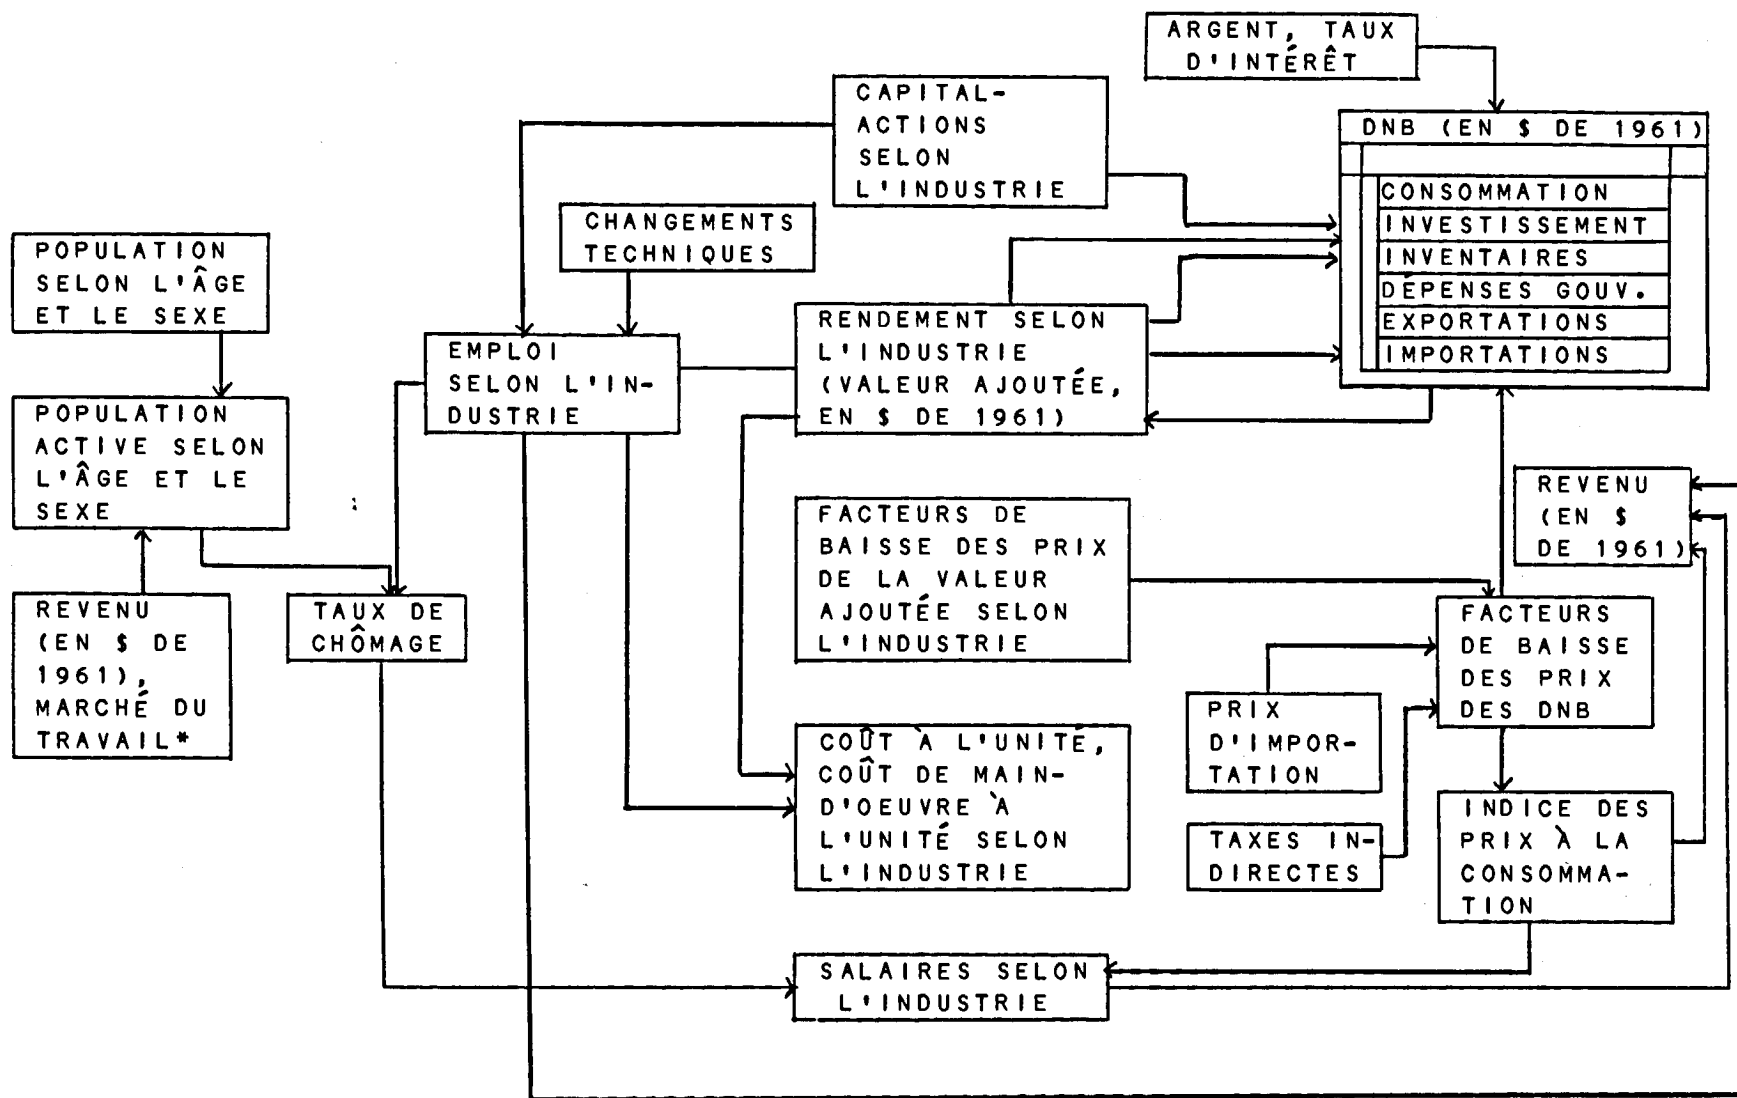 ARGENT, TAUX
D'INTÉRÊT
CAPITAL-
ACTIONS
SELON
L'INDUSTRIE
DNB (EN $ DE 1961)
CONSOMMATION
INVESTISSEMENT
INVENTAIRES
DÉPENSES GOUV.
EXPORTATIONS
IMPORTATIONS
CHANGEMENTS
TECHNIQUES
POPULATION
SELON L'ÂGE
ET LE SEXE
EMPLOI
SELON L'IN-
DUSTRIE
RENDEMENT SELON
L'INDUSTRIE
(VALEUR AJOUTÉE,
EN $ DE 1961)
POPULATION
ACTIVE SELON
L'ÂGE ET LE
SEXE
FACTEURS DE
BAISSE DES PRIX
DE LA VALEUR
AJOUTÉE SELON
L'INDUSTRIE
REVENU
(EN $
DE 1961)
REVENU
(EN $ DE
1961),
MARCHÉ DU
TRAVAIL*
TAUX DE
CHÔMAGE
FACTEURS
DE BAISSE
DES PRIX
DES DNB
PRIX
D'IMPOR-
TATION
COÛT À L'UNITÉ,
COÛT DE MAIN-
D'OEUVRE À
L'UNITÉ SELON
L'INDUSTRIE
TAXES IN-
DIRECTES
INDICE DES
PRIX À LA
CONSOMMA-
TION
SALAIRES SELON
L'INDUSTRIE